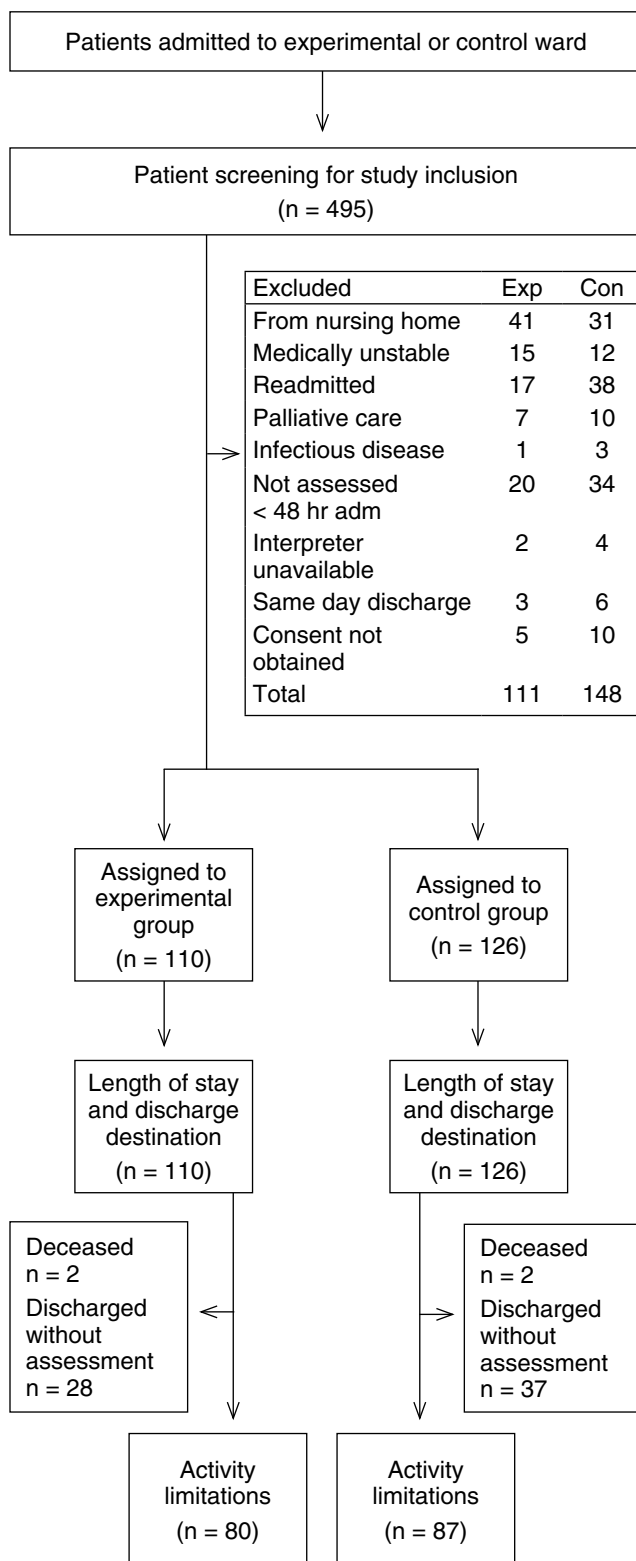 Patients admitted to experimental or control ward
Patient screening for study inclusion
(n = 495)
Excluded Exp Con
From nursing home 41 31
Medically unstable 15 12
Readmitted 17 38
Palliative care 7 10
Infectious disease 1 3
Not assessed 20 34
< 48 hr adm
Interpreter 2 4
unavailable
Same day discharge 3 6
Consent not 5 10
obtained
Total 111 148
Assigned to
experimental
group
(n = 110)
Assigned to
control group
(n = 126)
Length of stay
and discharge
destination
(n = 110)
Length of stay
and discharge
destination
(n = 126)
Deceased
n = 2
Discharged
without
assessment
n = 28
Deceased
n = 2
Discharged
without
assessment
n = 37
Activity
limitations
(n = 80)
Activity
limitations
(n = 87)